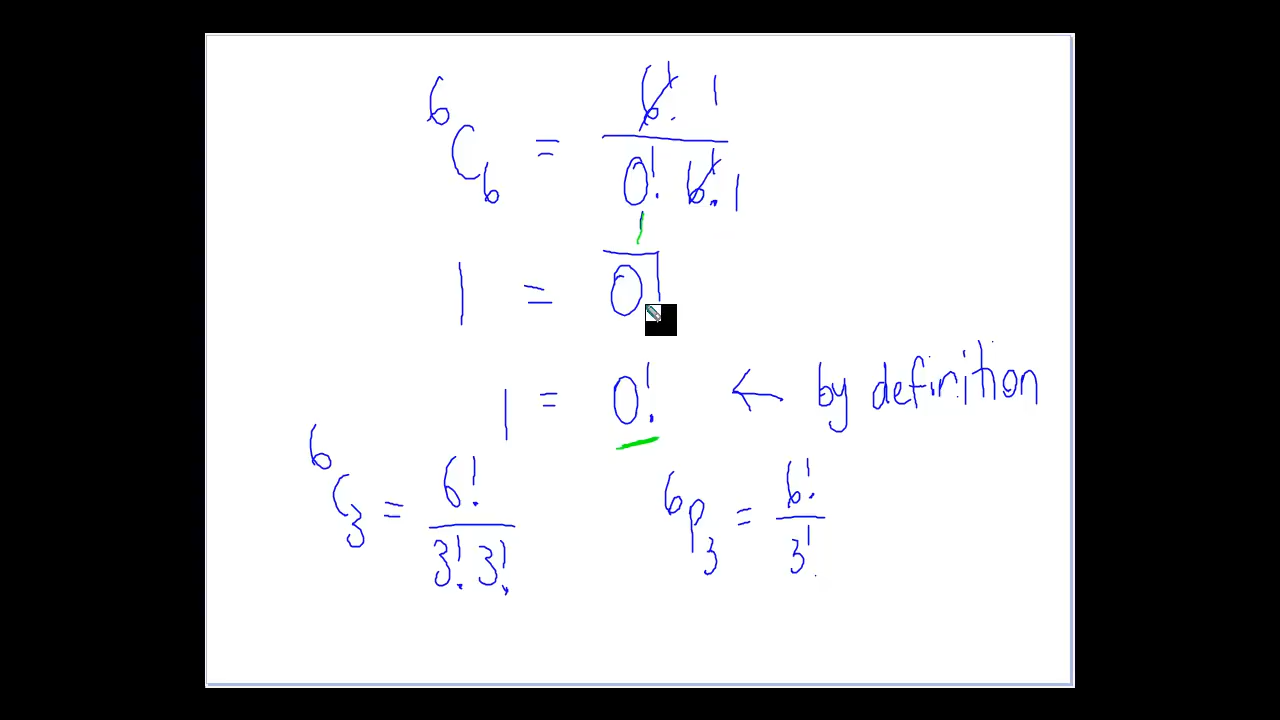 ⁶C₆ = 6! 1 / 0! 6! 1
1 = 1 / 0!
1 = 0! ← by definition
⁶C₃ = 6! / 3! 3! ⁶P₃ = 6! / 3!